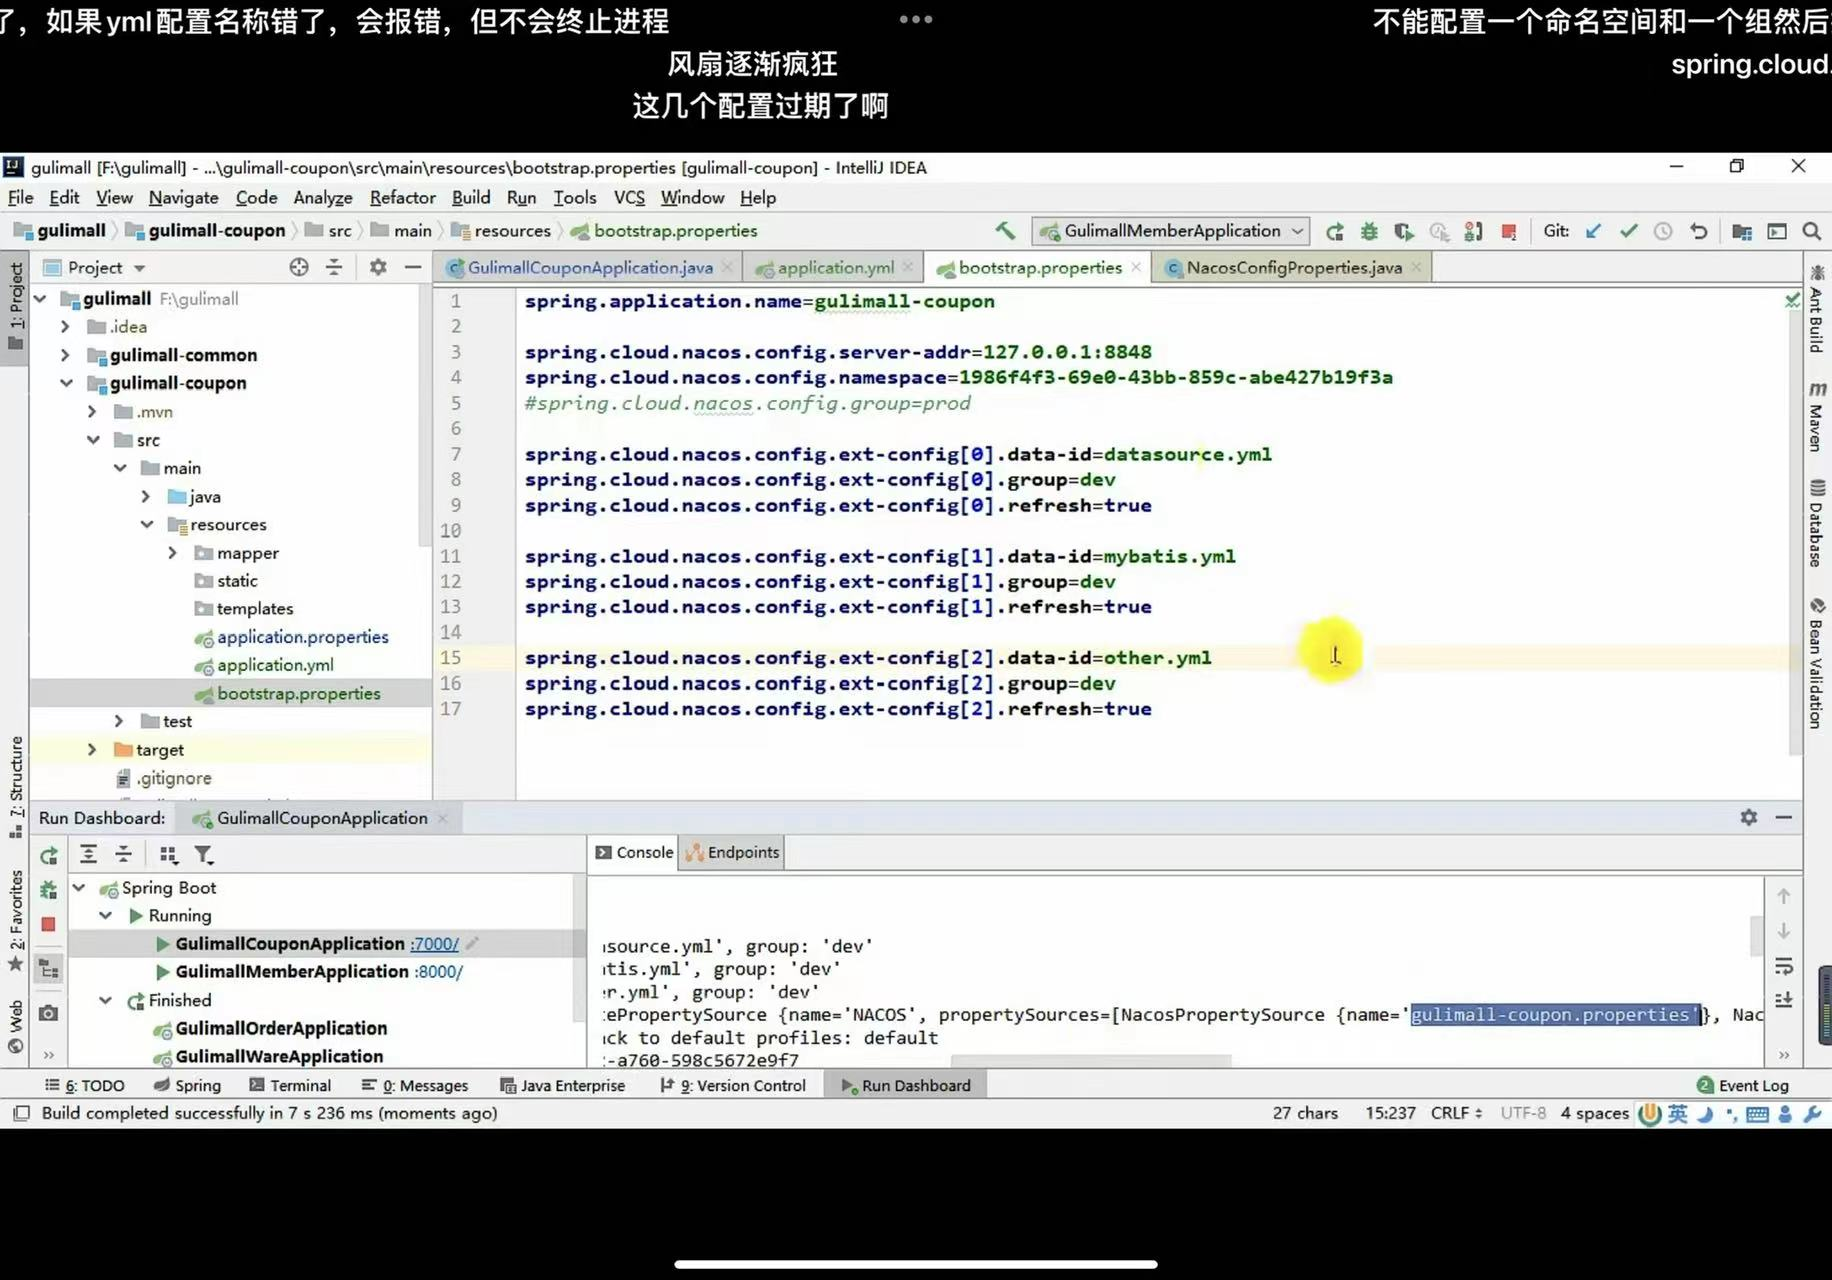 了，如果yml配置名称错了，会报错，但不会终止进程
不能配置一个命名空间和一个组然后
风扇逐渐疯狂
spring.cloud.
这几个配置过期了啊
gulimall [F:\gulimall] - ...\gulimall-coupon\src\main\resources\bootstrap.properties [gulimall-coupon] - IntelliJ IDEA
File Edit View Navigate Code Analyze Refactor Build Run Tools VCS Window Help
gulimall gulimall-coupon src main resources bootstrap.properties GulimallMemberApplication Git:
1: Project
Project
GulimallCouponApplication.java application.yml bootstrap.properties NacosConfigProperties.java
gulimall F:\gulimall
.idea
gulimall-common
gulimall-coupon
.mvn
src
main
java
resources
mapper
static
templates
application.properties
application.yml
bootstrap.properties
test
target
.gitignore
1 spring.application.name=gulimall-coupon
2
3 spring.cloud.nacos.config.server-addr=127.0.0.1:8848
4 spring.cloud.nacos.config.namespace=1986f4f3-69e0-43bb-859c-abe427b19f3a
5 #spring.cloud.nacos.config.group=prod
6
7 spring.cloud.nacos.config.ext-config[0].data-id=datasource.yml
8 spring.cloud.nacos.config.ext-config[0].group=dev
9 spring.cloud.nacos.config.ext-config[0].refresh=true
10
11 spring.cloud.nacos.config.ext-config[1].data-id=mybatis.yml
12 spring.cloud.nacos.config.ext-config[1].group=dev
13 spring.cloud.nacos.config.ext-config[1].refresh=true
14
15 spring.cloud.nacos.config.ext-config[2].data-id=other.yml
16 spring.cloud.nacos.config.ext-config[2].group=dev
17 spring.cloud.nacos.config.ext-config[2].refresh=true
Ant Build
Maven
Database
Bean Validation
7: Structure
2: Favorites
Web
Run Dashboard: GulimallCouponApplication
Console Endpoints
Spring Boot
Running
GulimallCouponApplication :7000/
GulimallMemberApplication :8000/
Finished
GulimallOrderApplication
GulimallWareApplication
source.yml', group: 'dev'
tis.yml', group: 'dev'
r.yml', group: 'dev'
ePropertySource {name='NACOS', propertySources=[NacosPropertySource {name='gulimall-coupon.properties'}, Nac
ck to default profiles: default
-a760-598c5672e9f7
6: TODO Spring Terminal 0: Messages Java Enterprise 9: Version Control Run Dashboard 2 Event Log
Build completed successfully in 7 s 236 ms (moments ago) 27 chars 15:237 CRLF UTF-8 4 spaces 英